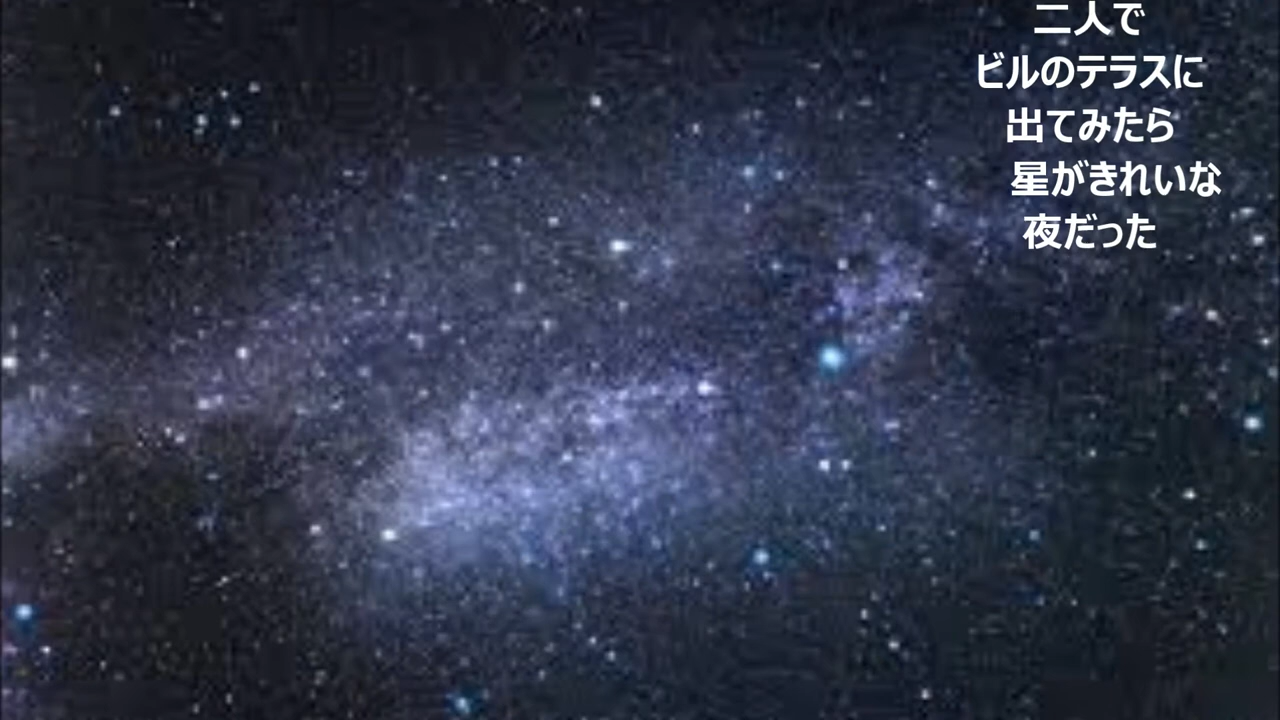 二人で
ビルのテラスに
出てみたら
星がきれいな
夜だった